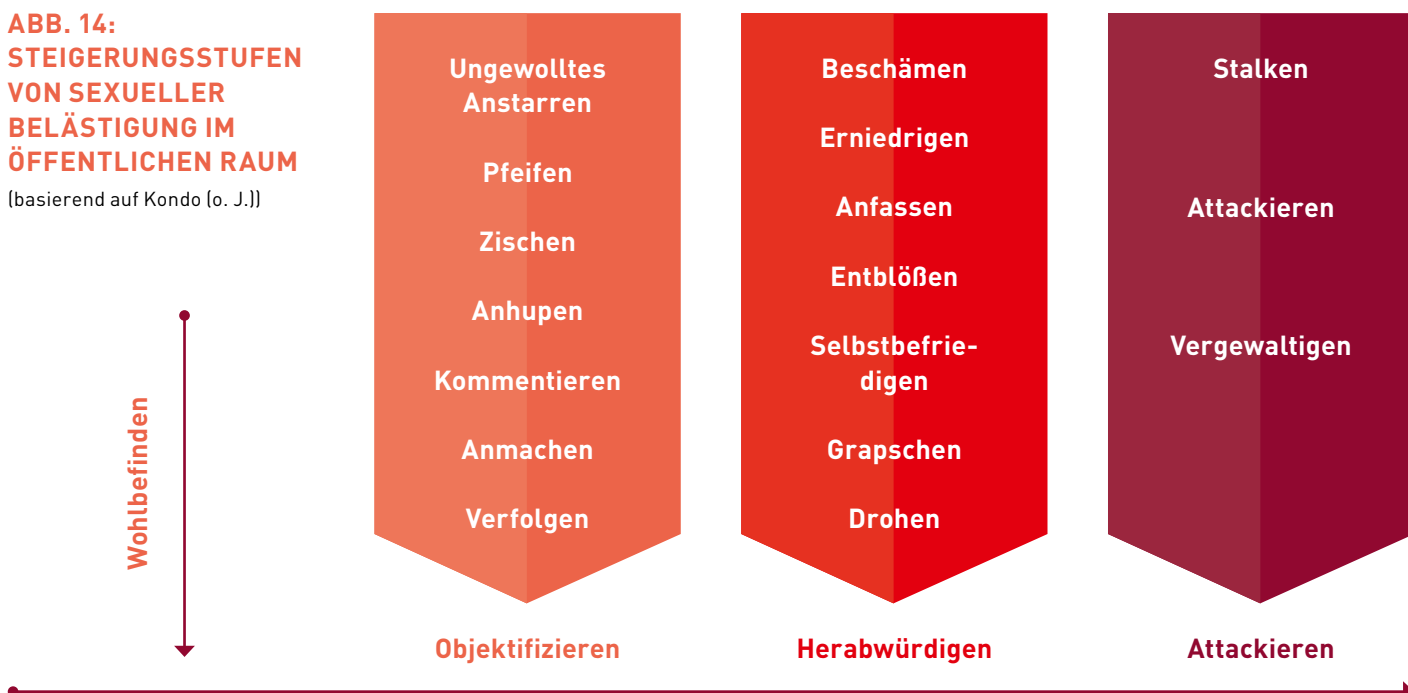 ABB. 14:
STEIGERUNGSSTUFEN
VON SEXUELLER
BELÄSTIGUNG IM
ÖFFENTLICHEN RAUM
(basierend auf Kondo (o. J.))
Wohlbefinden
Ungewolltes
Anstarren
Pfeifen
Zischen
Anhupen
Kommentieren
Anmachen
Verfolgen
Objektifizieren
Beschämen
Erniedrigen
Anfassen
Entblößen
Selbstbefrie-
digen
Grapschen
Drohen
Herabwürdigen
Stalken
Attackieren
Vergewaltigen
Attackieren